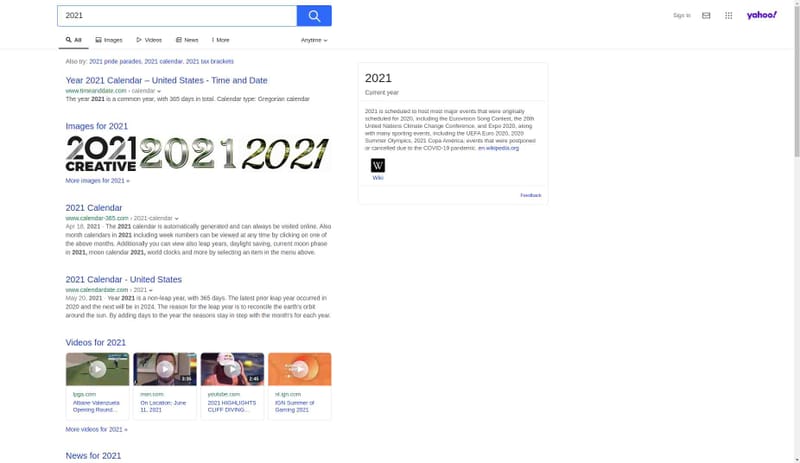 2021
Sign In
yahoo!
All
Images
Videos
News
More
Anytime
Also try: 2021 pride parades, 2021 calendar, 2021 tax brackets
Year 2021 Calendar – United States - Time and Date
www.timeanddate.com › calendar
The year 2021 is a common year, with 365 days in total. Calendar type: Gregorian calendar
Images for 2021
2021
CREATIVE
2021
2021
More images for 2021 »
2021 Calendar
www.calendar-365.com › 2021-calendar
Apr 18, 2021 · The 2021 calendar is automatically generated and can always be visited online. Also
month calendars in 2021 including week numbers can be viewed at any time by clicking on one of
the above months. Additionally you can view also leap years, daylight saving, current moon phase
in 2021, moon calendar 2021, world clocks and more by selecting an item in the menu above.
2021 Calendar - United States
www.calendardate.com › 2021
May 20, 2021 · Year 2021 is a non-leap year, with 365 days. The latest prior leap year occurred in
2020 and the next will be in 2024. The reason for the leap year is to reconcile the earth's orbit
around the sun. By adding days to the year the seasons stay in step with the month's for each year.
Videos for 2021
3:36
2:46
lpga.com
Albane Valenzuela
Opening Round...
msn.com
On Location: June
11, 2021
youtube.com
2021 HIGHLIGHTS
CLIFF DIVING...
nl.ign.com
IGN Summer of
Gaming 2021
More videos for 2021 »
News for 2021
2021
Current year
2021 is scheduled to host most major events that were originally
scheduled for 2020, including the Eurovision Song Contest, the 26th
United Nations Climate Change Conference, and Expo 2020, along
with many sporting events, including the UEFA Euro 2020, 2020
Summer Olympics, 2021 Copa América; events that were postponed
or cancelled due to the COVID-19 pandemic. en.wikipedia.org
W
Wiki
Feedback